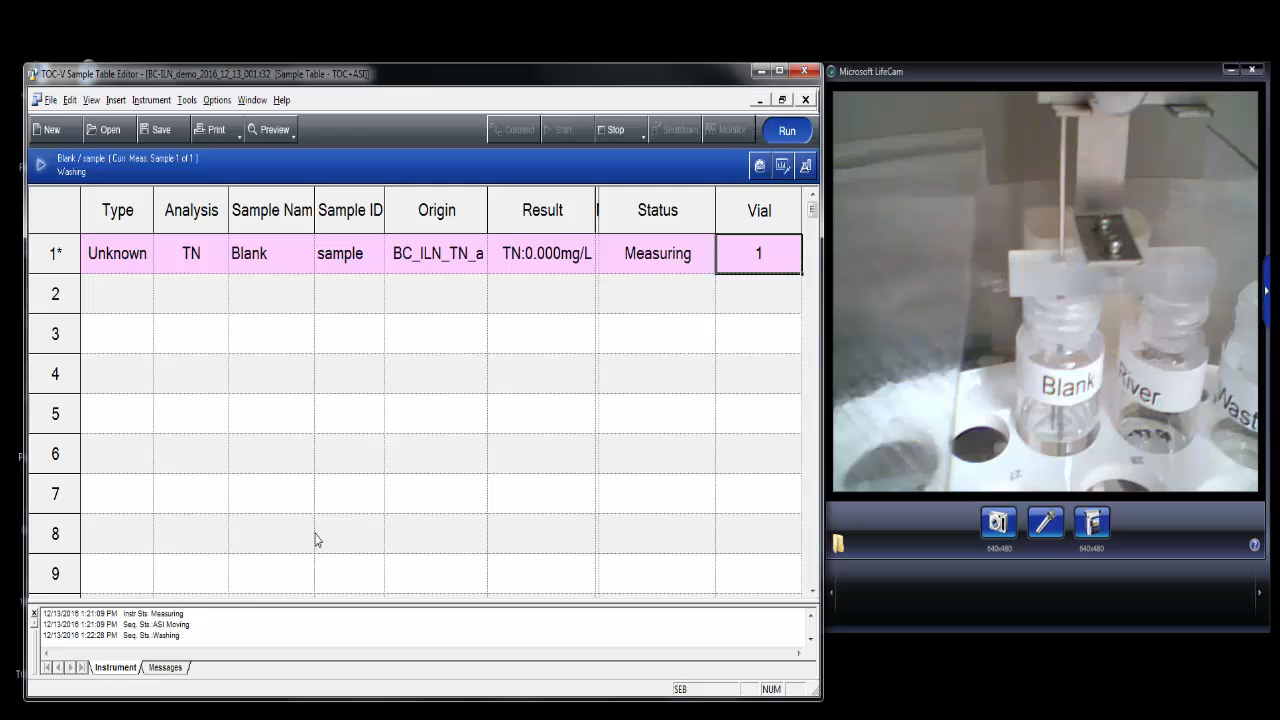 TOC-V Sample Table Editor - [BC-ILN_demo_2016_12_13_001.t32 [Sample Table - TOC+ASI]]
File Edit View Insert Instrument Tools Options Window Help
New Open Save Print Preview Connect Start Stop Shutdown Monitor Run
Blank / sample ( Curr. Meas. Sample 1 of 1 )
Washing
Type Analysis Sample Nam Sample ID Origin Result Status Vial
1* Unknown TN Blank sample BC_ILN_TN_a TN:0.000mg/L Measuring 1
2
3
4
5
6
7
8
9
12/13/2016 1:21:09 PM Instr Sts: Measuring
12/13/2016 1:21:09 PM Seq. Sts.:ASI Moving
12/13/2016 1:22:28 PM Seq. Sts.:Washing
Instrument Messages
SEB NUM
Microsoft LifeCam
Blank
River
Wast
640x480 640x480